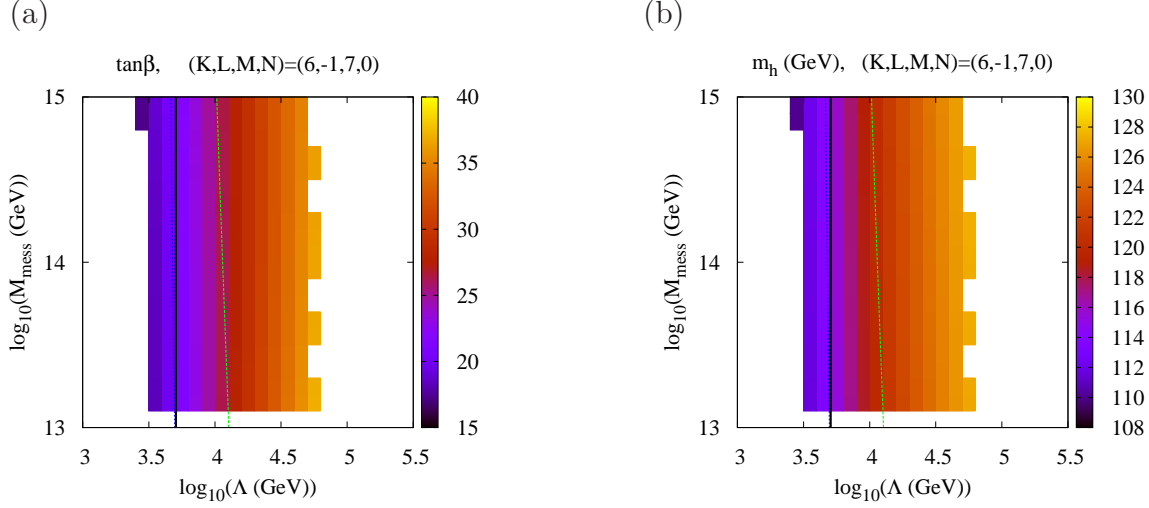 (a)
tanβ, (K,L,M,N)=(6,-1,7,0)
15
14
13
log10(Mmess (GeV))
3 3.5 4 4.5 5 5.5
log10(Λ (GeV))
40
35
30
25
20
15
(b)
mh (GeV), (K,L,M,N)=(6,-1,7,0)
15
14
13
log10(Mmess (GeV))
3 3.5 4 4.5 5 5.5
log10(Λ (GeV))
130
128
126
124
122
120
118
116
114
112
110
108